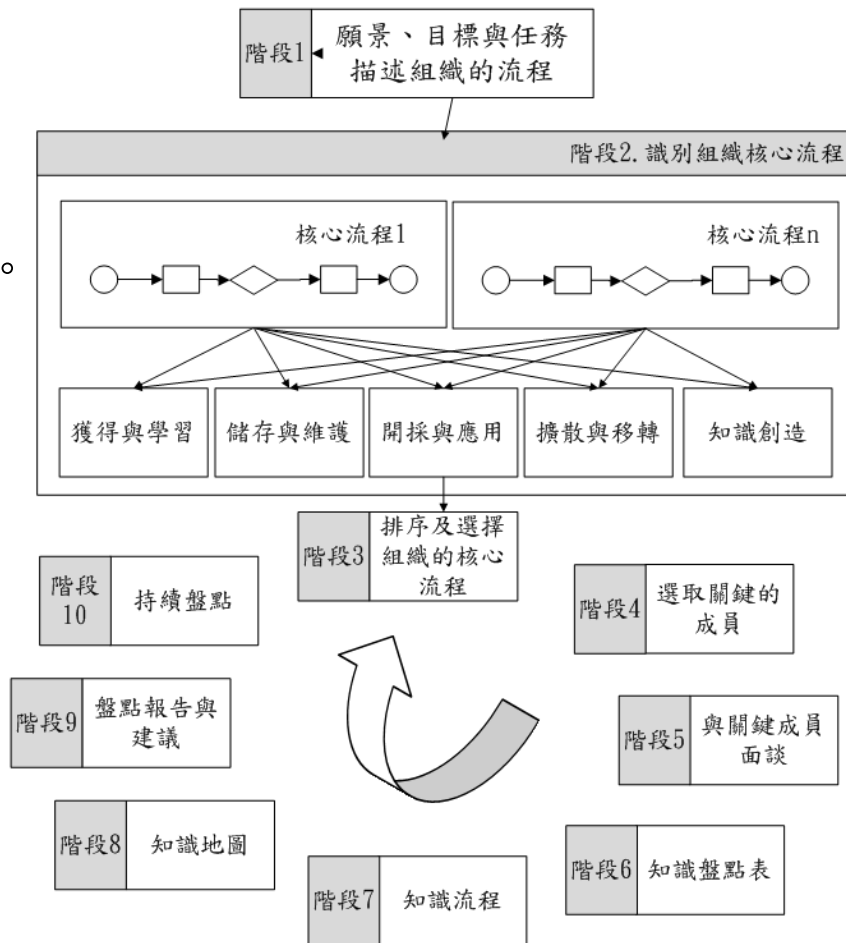 階段1
願景、目標與任務
描述組織的流程
階段2.識別組織核心流程
核心流程1
核心流程n
。
獲得與學習
儲存與維護
開採與應用
擴散與移轉
知識創造
階段3
排序及選擇
組織的核心
流程
階段4
選取關鍵的
成員
階段5
與關鍵成員
面談
階段6
知識盤點表
階段7
知識流程
階段8
知識地圖
階段9
盤點報告與
建議
階段
10
持續盤點